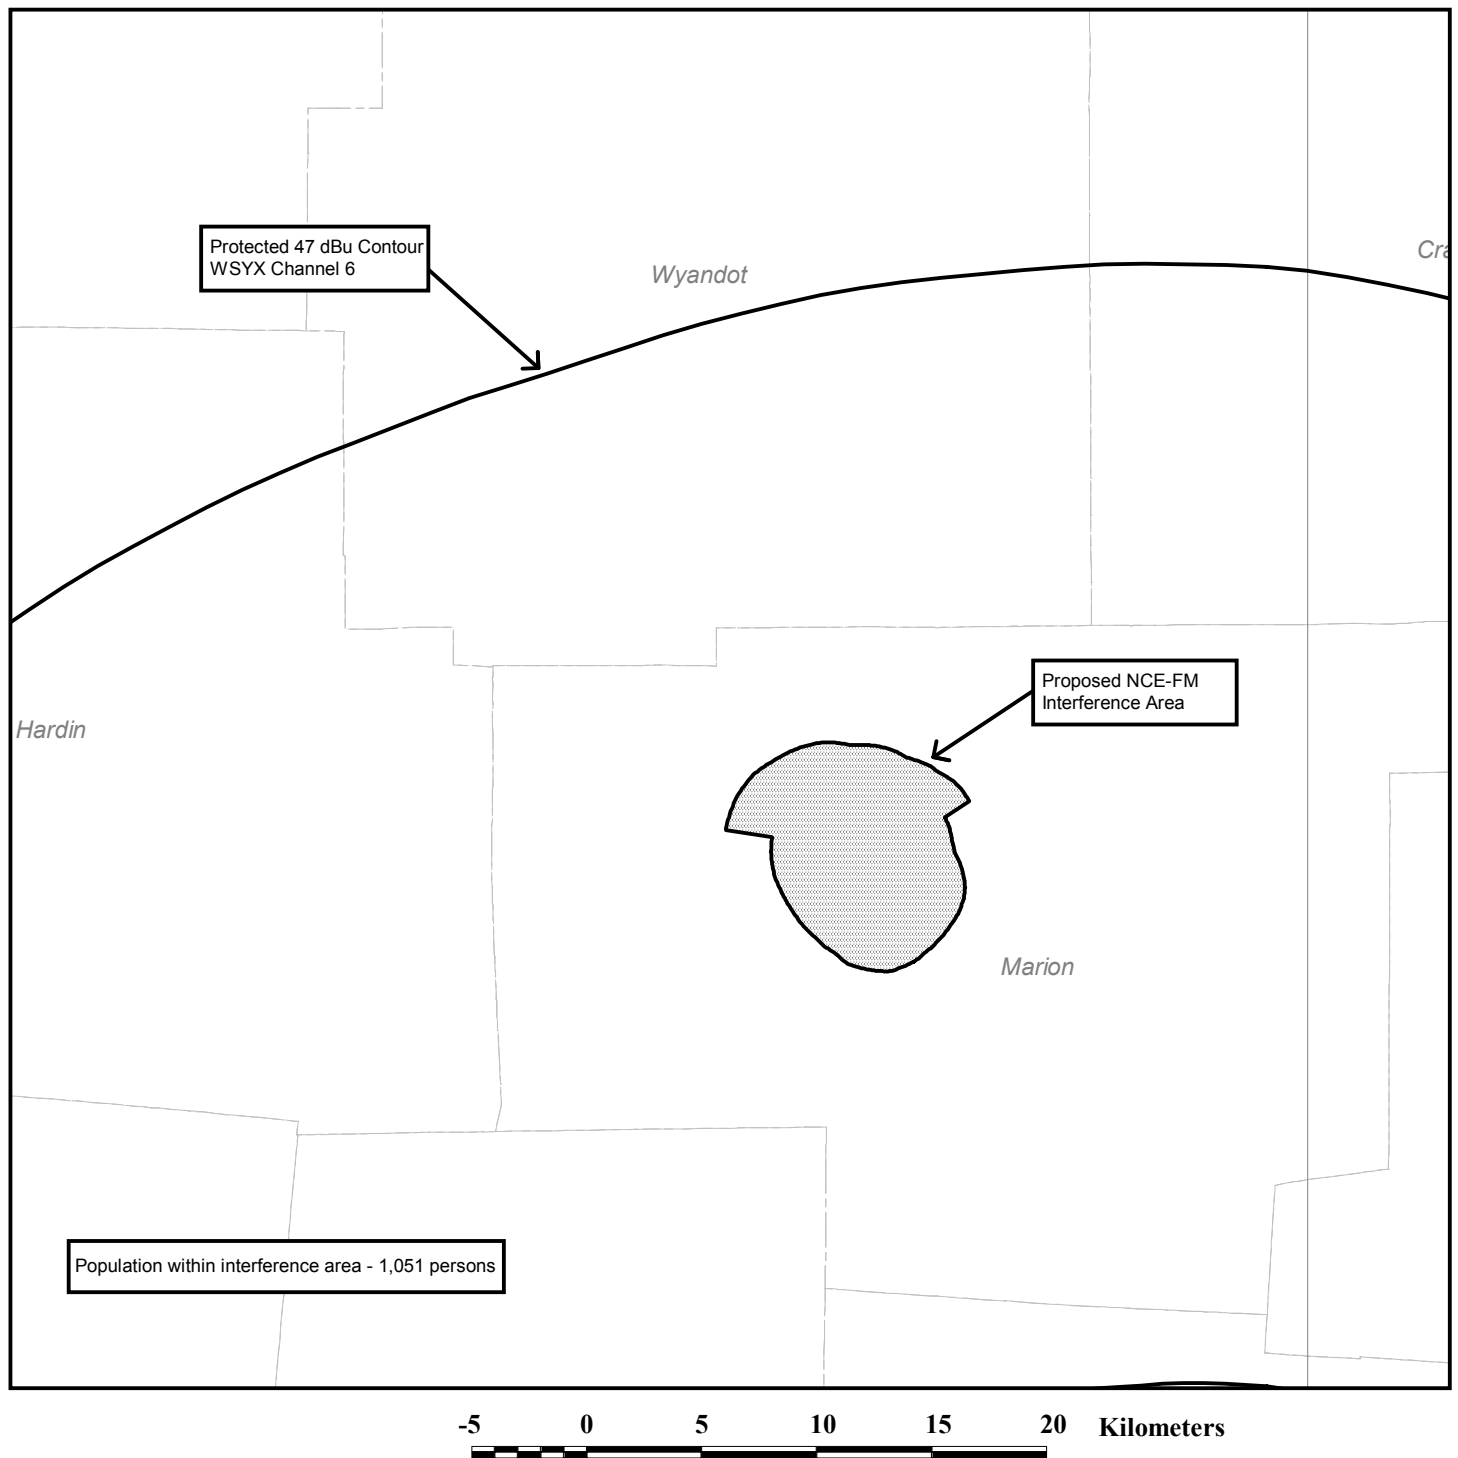 Protected 47 dBu Contour
WSYX Channel 6
Wyandot
Cra
Proposed NCE-FM
Interference Area
Hardin
Marion
Population within interference area - 1,051 persons
-5 0 5 10 15 20 Kilometers